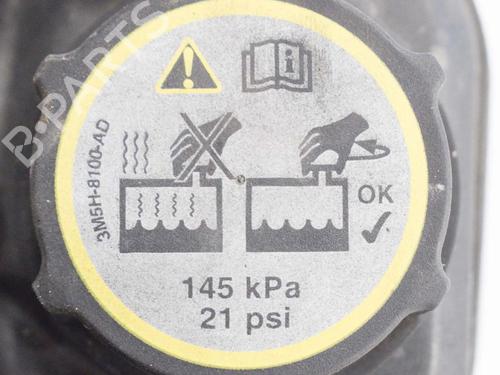 B-PARTS
3M5H-8100-AD
OK
145 kPa
21 psi